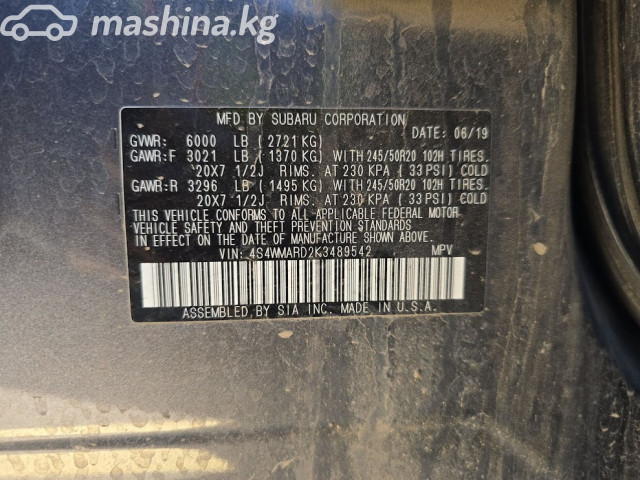 mashina.kg
MFD BY SUBARU CORPORATION
GVWR: 6000 LB (2721 KG) DATE: 06/19
GAWR:F 3021 LB (1370 KG) WITH 245/50R20 102H TIRES.
20X7 1/2J RIMS. AT 230 KPA (33 PSI) COLD
GAWR:R 3296 LB (1495 KG) WITH 245/50R20 102H TIRES.
20X7 1/2J RIMS. AT 230 KPA (33 PSI) COLD
THIS VEHICLE CONFORMS TO ALL APPLICABLE FEDERAL MOTOR
VEHICLE SAFETY AND THEFT PREVENTION STANDARDS
IN EFFECT ON THE DATE OF MANUFACTURE SHOWN ABOVE.
VIN: 4S4WMARD2K3489542 MPV
ASSEMBLED BY SIA INC. MADE IN U.S.A.